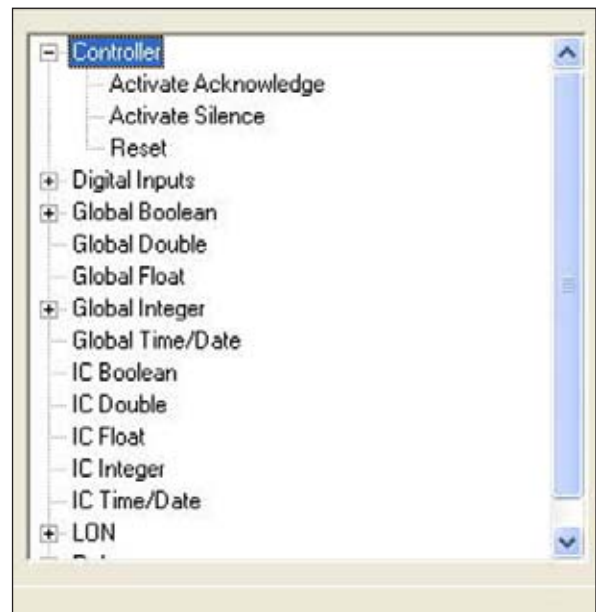 Controller
Activate Acknowledge
Activate Silence
Reset
Digital Inputs
Global Boolean
Global Double
Global Float
Global Integer
Global Time/Date
IC Boolean
IC Double
IC Float
IC Integer
IC Time/Date
LON